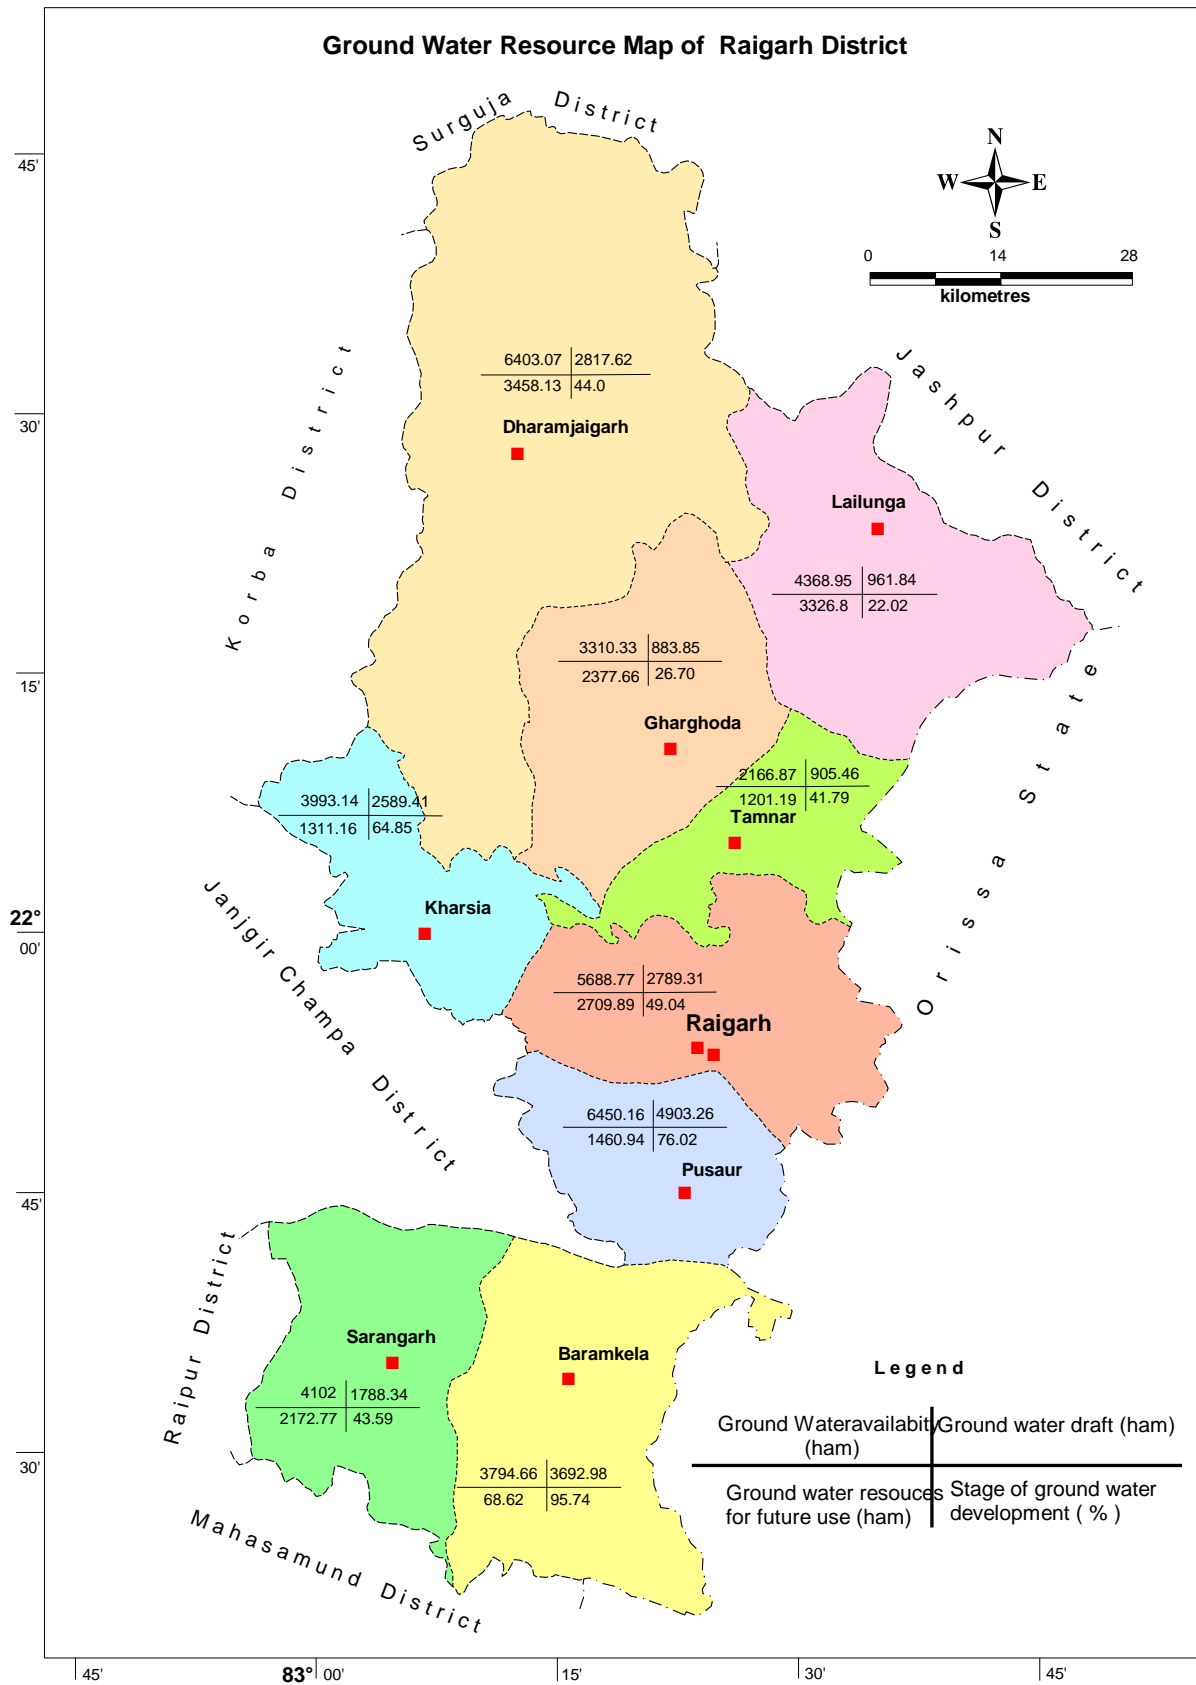 Ground Water Resource Map of Raigarh District
Surguja District
N
W E
S
0 14 28
kilometres
45'
30'
15'
22°
00'
45'
30'
Korba District
Jashpur District
Orissa State
Janjgir Champa District
Raipur District
Mahasamund District
6403.07 2817.62
3458.13 44.0
Dharamjaigarh
Lailunga
4368.95 961.84
3326.8 22.02
3310.33 883.85
2377.66 26.70
Gharghoda
2166.87 905.46
1201.19 41.79
Tamnar
3993.14 2589.41
1311.16 64.85
Kharsia
5688.77 2789.31
2709.89 49.04
Raigarh
6450.16 4903.26
1460.94 76.02
Pusaur
Sarangarh
4102 1788.34
2172.77 43.59
Baramkela
3794.66 3692.98
68.62 95.74
Legend
Ground Wateravailabity Ground water draft (ham)
(ham)
Ground water resouces Stage of ground water
for future use (ham) development ( % )
45' 83° 00' 15' 30' 45'